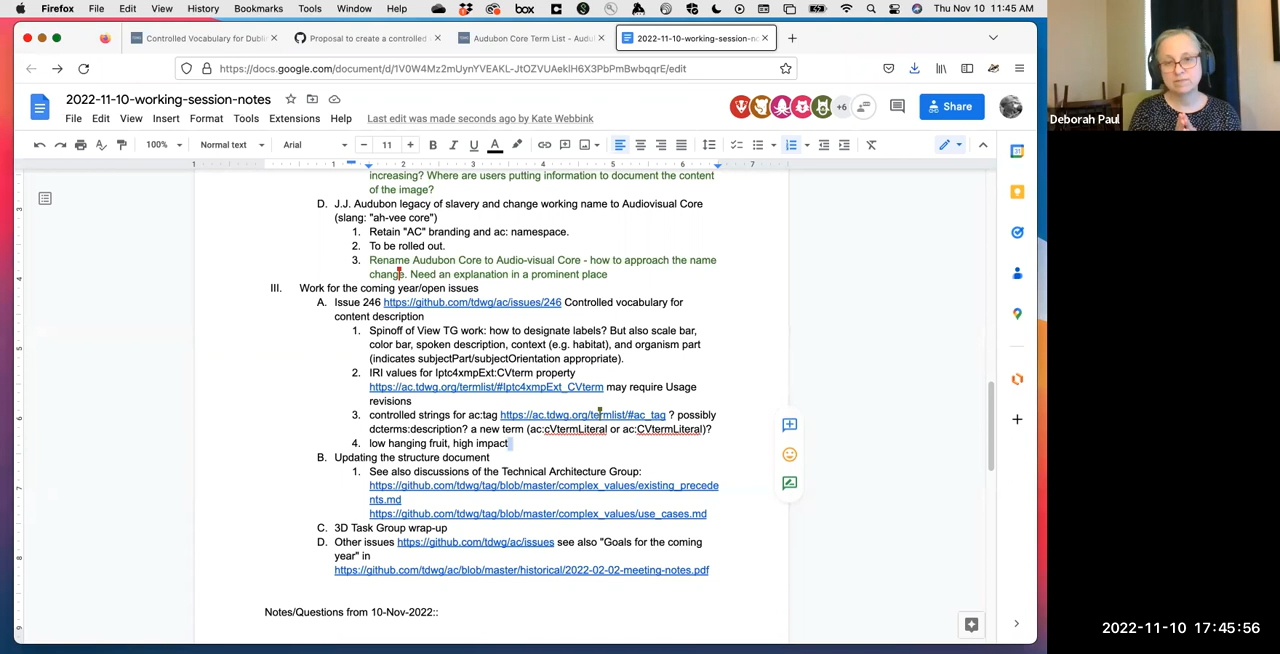 Firefox File Edit View History Bookmarks Tools Window Help box Thu Nov 10 11:45 AM
Controlled Vocabulary for Dubli
Proposal to create a controlled
Audubon Core Term List - Audu
2022-11-10-working-session-n
https://docs.google.com/document/d/1V0W4Mz2mUynYYEAKL-JtOZVUAeklH6X3PbPmBwbqqrE/edit
2022-11-10-working-session-notes
File Edit View Insert Format Tools Extensions Help Last edit was made seconds ago by Kate Webbink
+6
Share
100% Normal text Arial 11
increasing? Where are users putting information to document the content
of the image?
D. J.J. Audubon legacy of slavery and change working name to Audiovisual Core
(slang: "ah-vee core")
1. Retain "AC" branding and ac: namespace.
2. To be rolled out.
3. Rename Audubon Core to Audio-visual Core - how to approach the name
change. Need an explanation in a prominent place
III. Work for the coming year/open issues
A. Issue 246 https://github.com/tdwg/ac/issues/246 Controlled vocabulary for
content description
1. Spinoff of View TG work: how to designate labels? But also scale bar,
color bar, spoken description, context (e.g. habitat), and organism part
(indicates subjectPart/subjectOrientation appropriate).
2. IRI values for Iptc4xmpExt:CVterm property
https://ac.tdwg.org/termlist/#Iptc4xmpExt_CVterm may require Usage
revisions
3. controlled strings for ac:tag https://ac.tdwg.org/termlist/#ac_tag ? possibly
dcterms:description? a new term (ac:cVtermLiteral or ac:CVtermLiteral)?
4. low hanging fruit, high impact
B. Updating the structure document
1. See also discussions of the Technical Architecture Group:
https://github.com/tdwg/tag/blob/master/complex_values/existing_precede
nts.md
https://github.com/tdwg/tag/blob/master/complex_values/use_cases.md
C. 3D Task Group wrap-up
D. Other issues https://github.com/tdwg/ac/issues see also "Goals for the coming
year" in
https://github.com/tdwg/ac/blob/master/historical/2022-02-02-meeting-notes.pdf
Notes/Questions from 10-Nov-2022::
Deborah Paul
2022-11-10 17:45:56